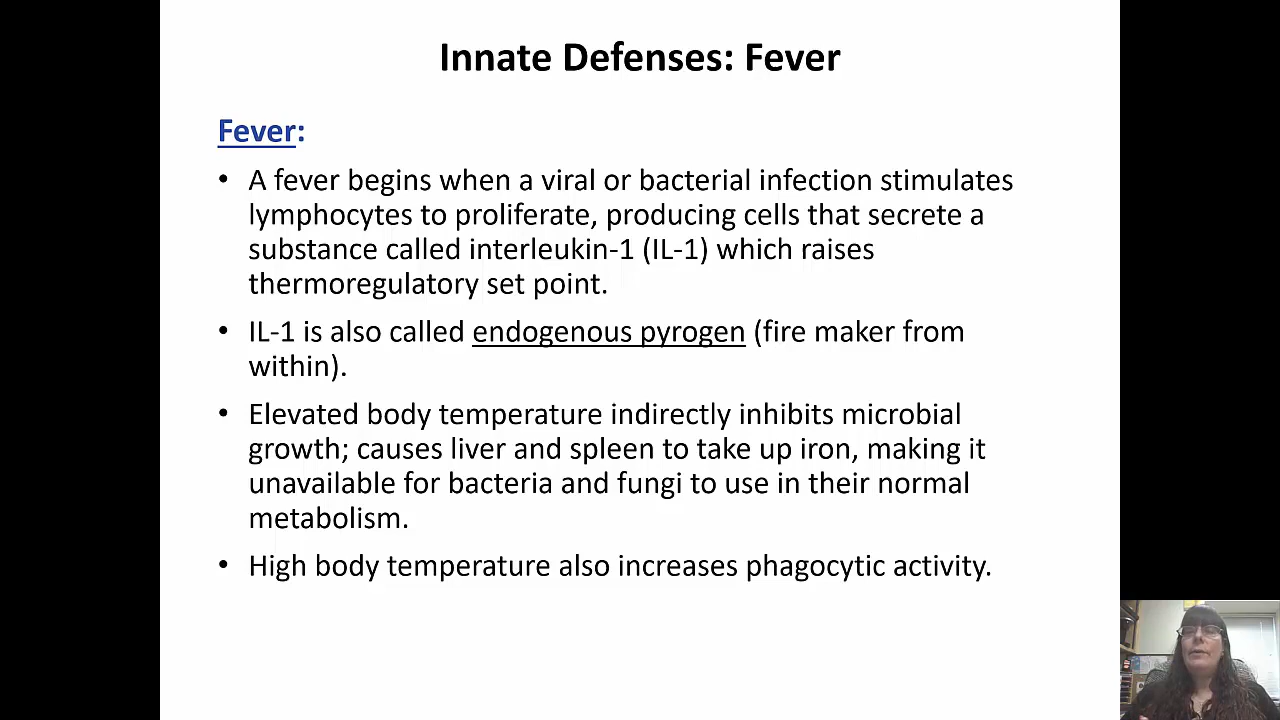 Innate Defenses: Fever
Fever:
• A fever begins when a viral or bacterial infection stimulates
lymphocytes to proliferate, producing cells that secrete a
substance called interleukin-1 (IL-1) which raises
thermoregulatory set point.
• IL-1 is also called endogenous pyrogen (fire maker from
within).
• Elevated body temperature indirectly inhibits microbial
growth; causes liver and spleen to take up iron, making it
unavailable for bacteria and fungi to use in their normal
metabolism.
• High body temperature also increases phagocytic activity.